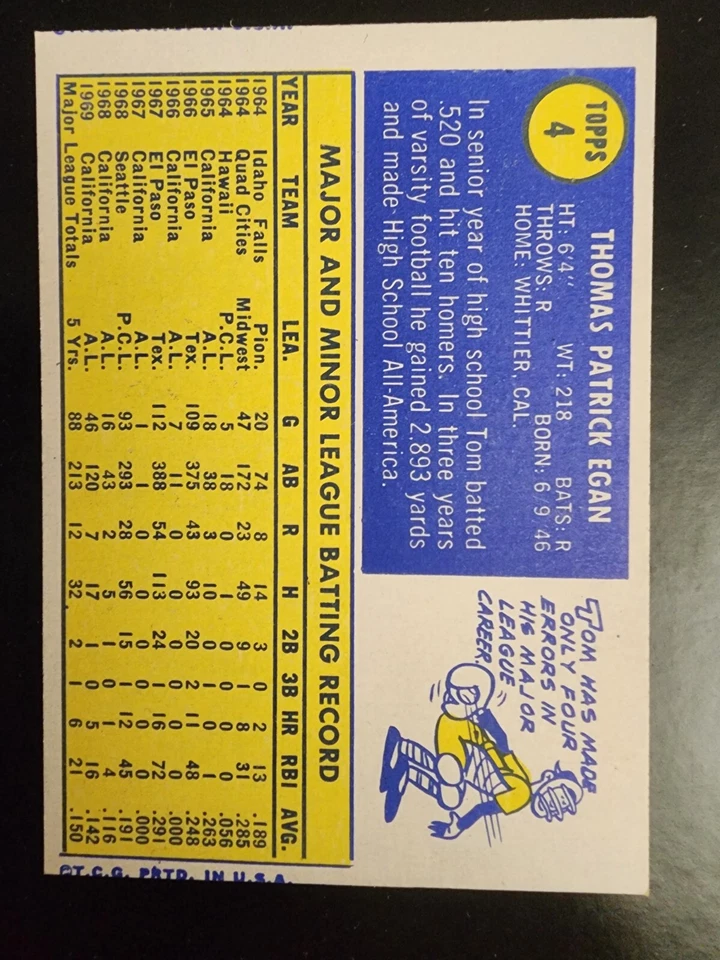 TOPPS
4
THOMAS PATRICK EGAN
HT: 6'4" WT: 218 BATS: R
THROWS: R BORN: 6 9 46
HOME: WHITTIER, CAL.
In senior year of high school Tom batted
.520 and hit ten homers. In three years
of varsity football he gained 2.893 yards
and made High School All-America.
TOM HAS MADE
ONLY FOUR
ERRORS IN
HIS MAJOR
LEAGUE
CAREER.
MAJOR AND MINOR LEAGUE BATTING RECORD
YEAR TEAM LEA. G AB R H 2B 3B HR RBI AVG.
1964 Idaho Falls Pion. 20 74 8 14 3 0 2 13 .189
1964 Quad Cities Midwest 47 172 23 49 9 1 8 31 .285
1964 Hawaii P.C.L. 5 18 0 1 0 0 0 0 .056
1965 California A.L. 18 38 3 10 0 1 0 1 .263
1966 El Paso Tex. 109 375 43 93 20 2 11 48 .248
1966 California A.L. 7 11 0 0 0 0 0 0 .000
1967 El Paso Tex. 112 388 54 113 24 1 16 72 .291
1967 California A.L. 1 1 0 0 0 0 0 0 .000
1968 Seattle P.C.L. 93 293 28 56 15 1 12 45 .191
1968 California A.L. 16 43 2 5 1 0 1 4 .116
1969 California A.L. 46 120 7 17 1 0 5 16 .142
Major League Totals 5 Yrs. 88 213 12 32 2 1 6 21 .150
©T.C.G. PRTD. IN U.S.A.